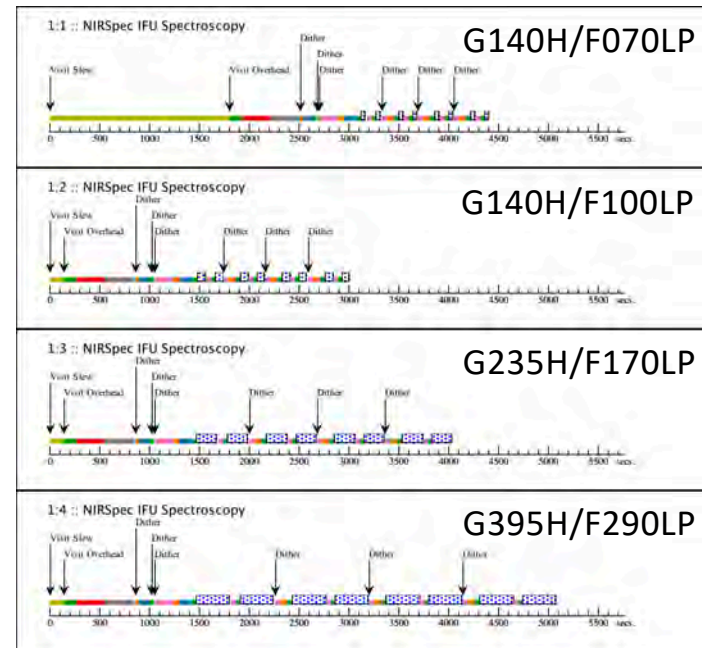 1:1 :: NIRSpec IFU Spectroscopy
G140H/F070LP
Dither
Dither
Visit Slew Visit Overhead Dither Dither Dither Dither
0 500 1000 1500 2000 2500 3000 3500 4000 4500 5000 5500 secs.
1:2 :: NIRSpec IFU Spectroscopy
G140H/F100LP
Dither
Visit Slew Dither
Visit Overhead Dither Dither Dither Dither
0 500 1000 1500 2000 2500 3000 3500 4000 4500 5000 5500 secs.
1:3 :: NIRSpec IFU Spectroscopy
G235H/F170LP
Dither
Visit Slew Dither
Visit Overhead Dither Dither Dither Dither
0 500 1000 1500 2000 2500 3000 3500 4000 4500 5000 5500 secs.
1:4 :: NIRSpec IFU Spectroscopy
G395H/F290LP
Dither
Visit Slew Dither
Visit Overhead Dither Dither Dither Dither
0 500 1000 1500 2000 2500 3000 3500 4000 4500 5000 5500 secs.